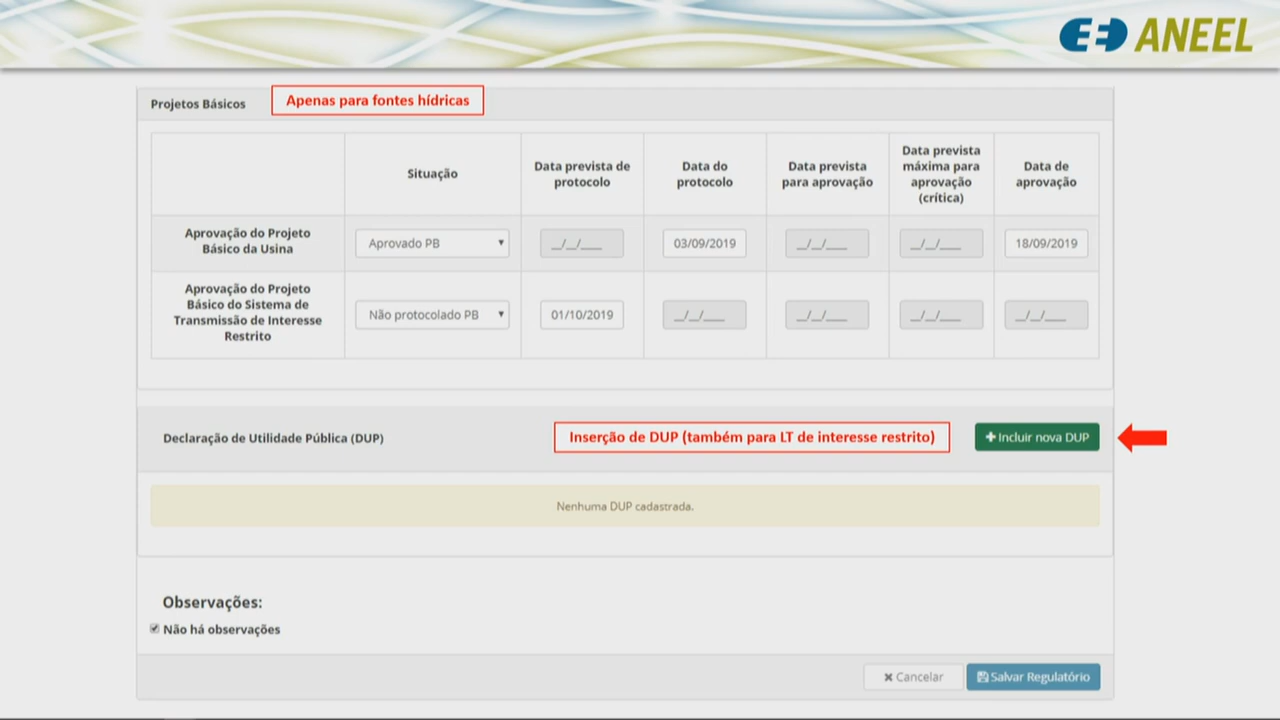 ANEEL
Projetos Básicos
Apenas para fontes hídricas
Situação
Data prevista de
protocolo
Data do
protocolo
Data prevista
para aprovação
Data prevista
máxima para
aprovação
(crítica)
Data de
aprovação
Aprovação do Projeto
Básico da Usina
Aprovado PB
__/__/____
03/09/2019
__/__/____
__/__/____
18/09/2019
Aprovação do Projeto
Básico do Sistema de
Transmissão de Interesse
Restrito
Não protocolado PB
01/10/2019
__/__/____
__/__/____
__/__/____
__/__/____
Declaração de Utilidade Pública (DUP)
Inserção de DUP (também para LT de interesse restrito)
+ Incluir nova DUP
Nenhuma DUP cadastrada.
Observações:
Não há observações
Cancelar
Salvar Regulatório